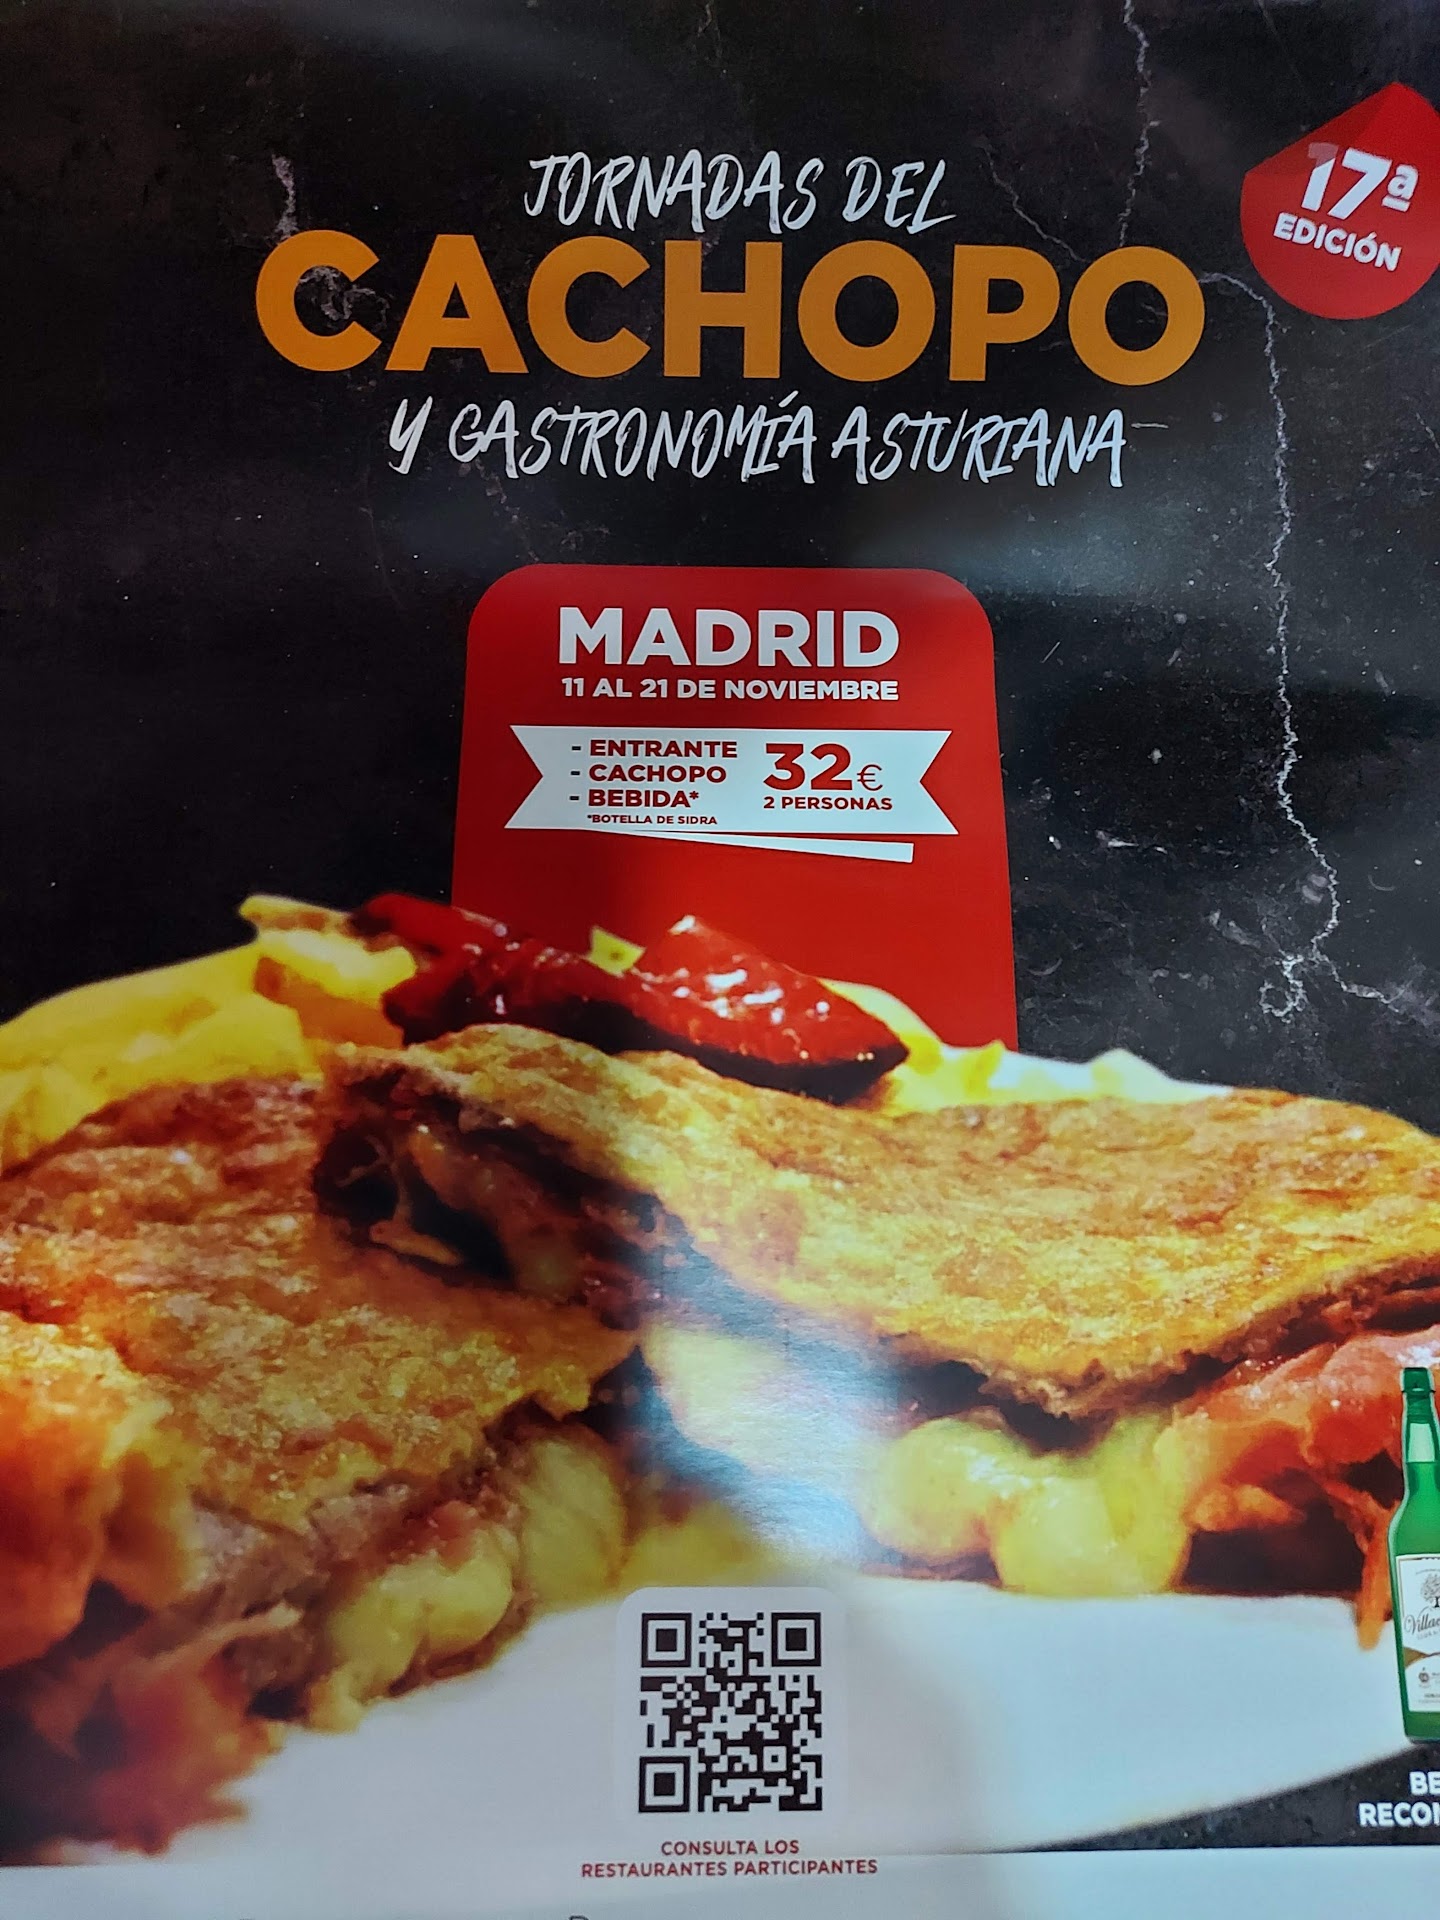 JORNADAS DEL
CACHOPO
Y GASTRONOMÍA ASTURIANA
17ª
EDICIÓN
MADRID
11 AL 21 DE NOVIEMBRE
- ENTRANTE
- CACHOPO
- BEBIDA*
*BOTELLA DE SIDRA
32€
2 PERSONAS
CONSULTA LOS
RESTAURANTES PARTICIPANTES